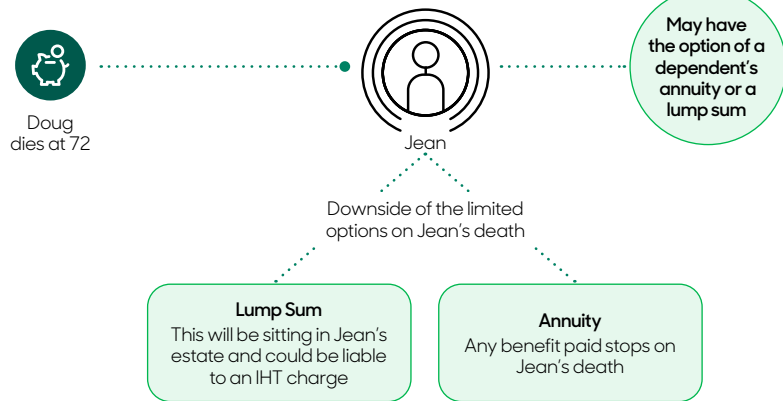 Doug
dies at 72
Jean
May have
the option of a
dependent's
annuity or a
lump sum
Downside of the limited
options on Jean's death
Lump Sum
This will be sitting in Jean's
estate and could be liable
to an IHT charge
Annuity
Any benefit paid stops on
Jean's death